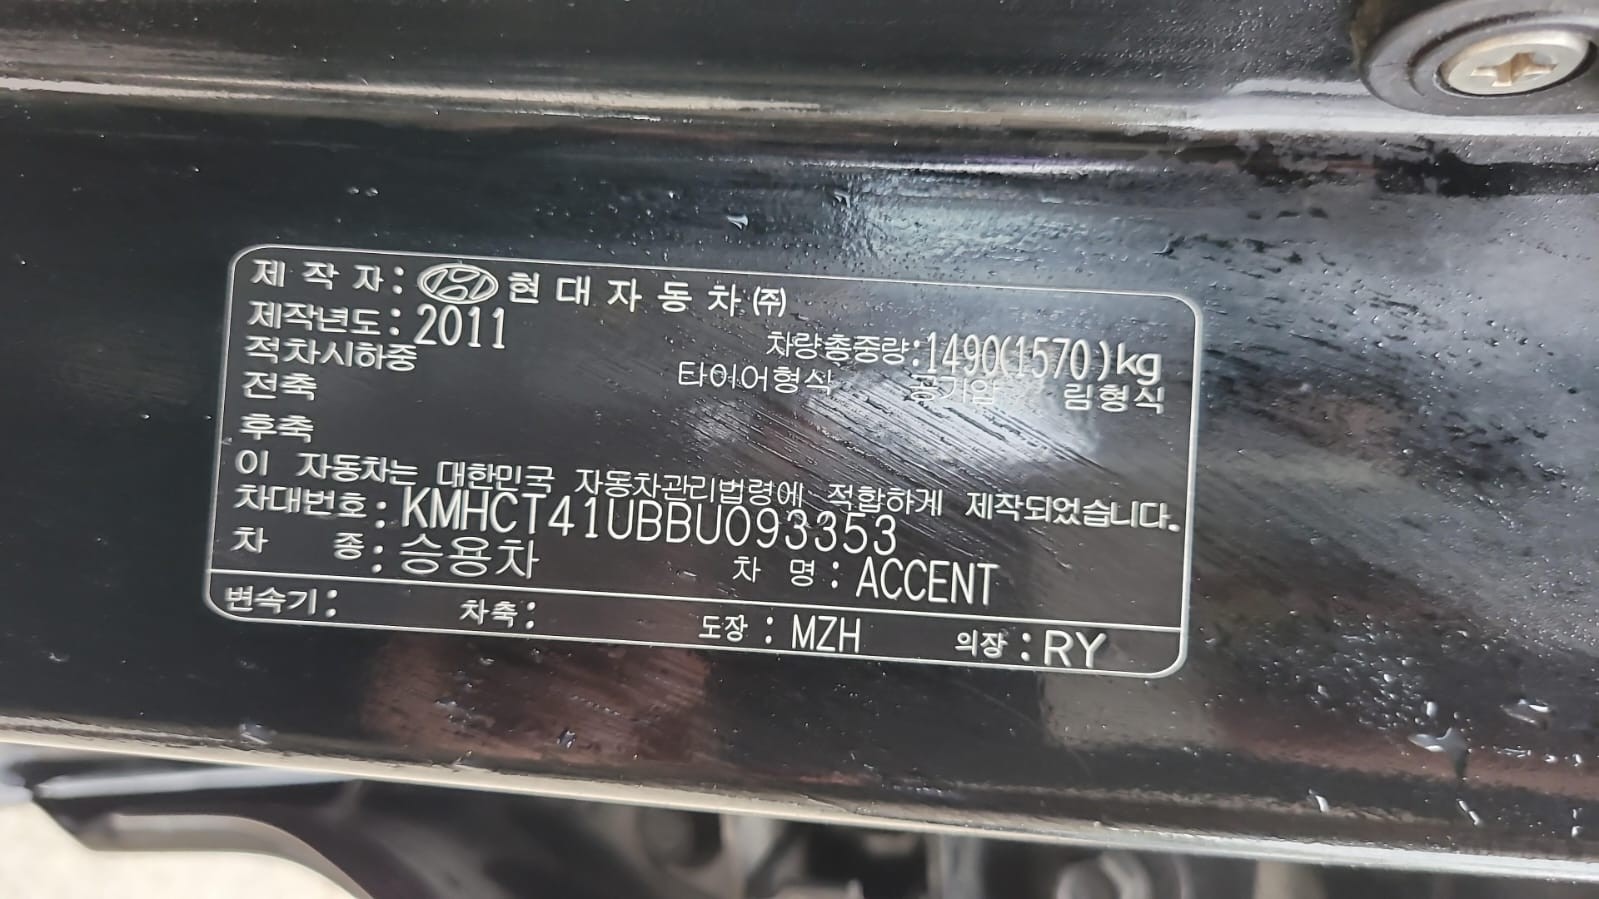 제 작 자 : 현 대 자 동 차 ㈜
제작년도 : 2011 차량총중량:1490(1570)kg
적차시하중 타이어형식 공기압 림형식
전축
후축
이 자동차는 대한민국 자동차관리법령에 적합하게 제작되었습니다.
차대번호 : KMHCT41UBBU093353
차 종 : 승용차 차 명 : ACCENT
변속기 : 차축 : 도장 : MZH 의장 : RY